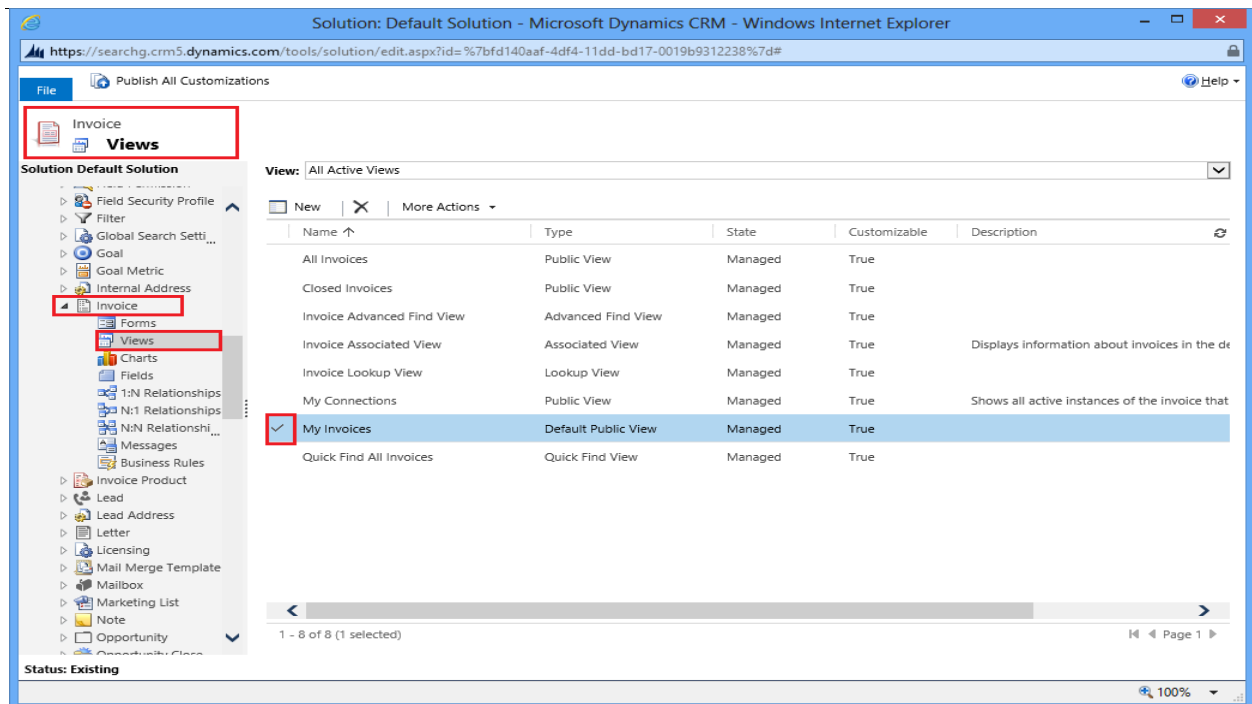 Solution: Default Solution - Microsoft Dynamics CRM - Windows Internet Explorer
https://searchg.crm5.dynamics.com/tools/solution/edit.aspx?id=%7bfd140aaf-4df4-11dd-bd17-0019b9312238%7d#
File
Publish All Customizations
Help
Invoice
Views
Solution Default Solution
Field Permission
Field Security Profile
Filter
Global Search Setti...
Goal
Goal Metric
Internal Address
Invoice
Forms
Views
Charts
Fields
1:N Relationships
N:1 Relationships
N:N Relationshi...
Messages
Business Rules
Invoice Product
Lead
Lead Address
Letter
Licensing
Mail Merge Template
Mailbox
Marketing List
Note
Opportunity
Opportunity Close
View: All Active Views
New More Actions
Name Type State Customizable Description
All Invoices Public View Managed True
Closed Invoices Public View Managed True
Invoice Advanced Find View Advanced Find View Managed True
Invoice Associated View Associated View Managed True Displays information about invoices in the de
Invoice Lookup View Lookup View Managed True
My Connections Public View Managed True Shows all active instances of the invoice that
My Invoices Default Public View Managed True
Quick Find All Invoices Quick Find View Managed True
1 - 8 of 8 (1 selected)
Page 1
Status: Existing
100%